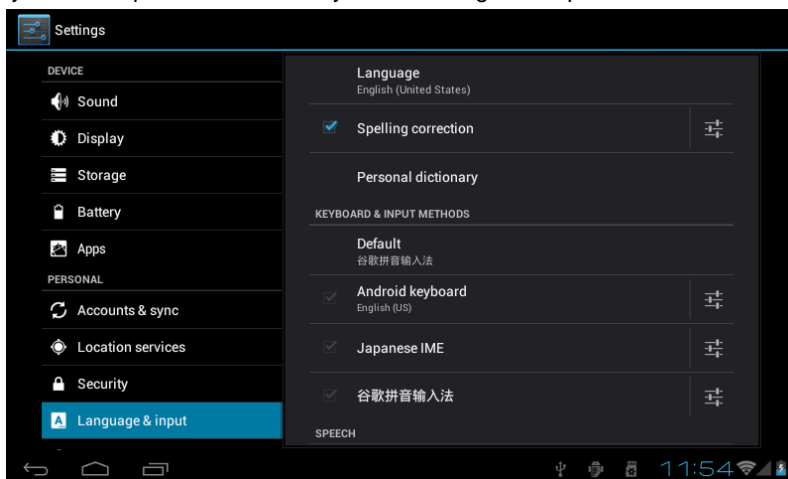 Settings
DEVICE
Sound
Display
Storage
Battery
Apps
PERSONAL
Accounts & sync
Location services
Security
Language & input
Language
English (United States)
Spelling correction
Personal dictionary
KEYBOARD & INPUT METHODS
Default
谷歌拼音输入法
Android keyboard
English (US)
Japanese IME
谷歌拼音输入法
SPEECH
11:54